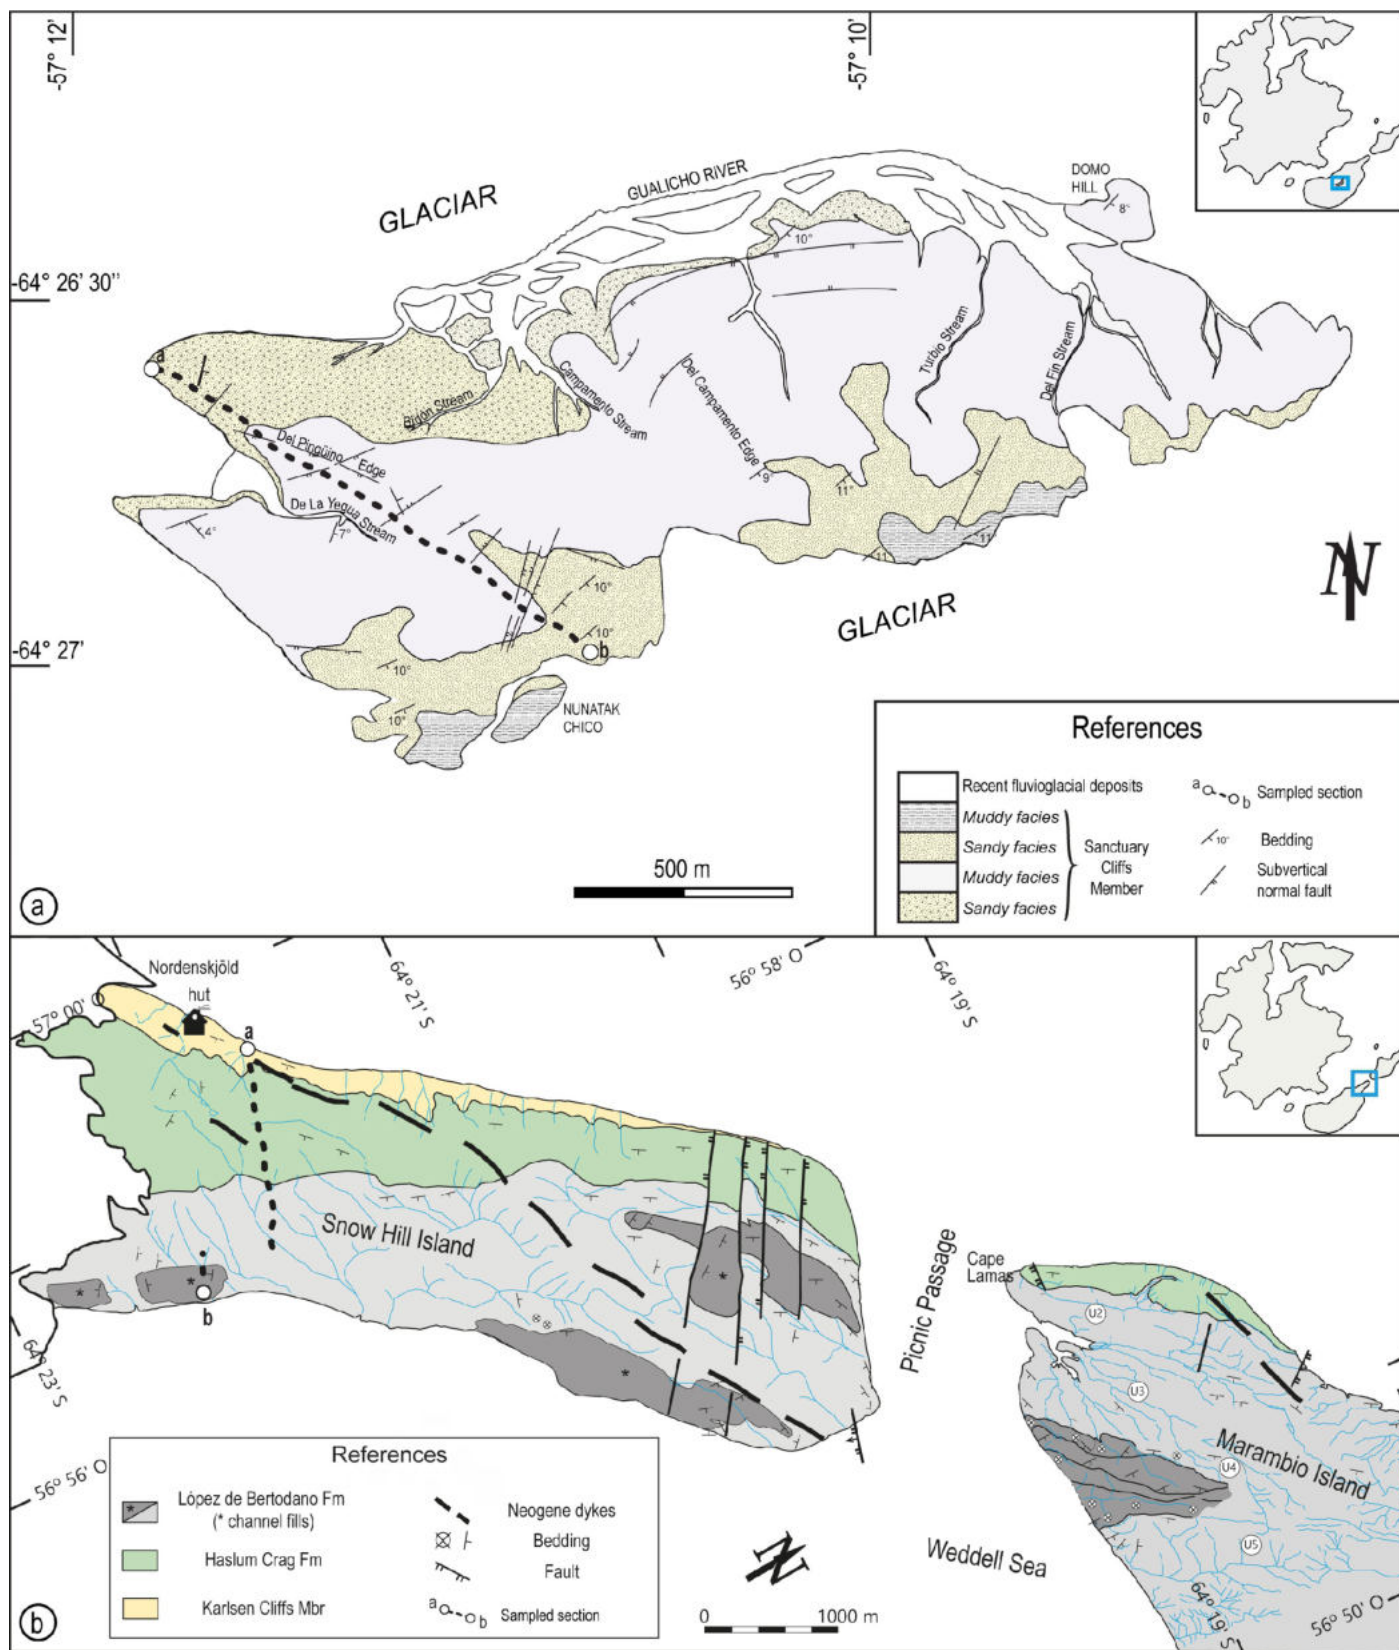 -57° 12'
-57° 10'
GLACIAR
GUALICHO RIVER
DOMO
HILL
8°
10°
-64° 26' 30"
a
Bidón Stream
Campamento Stream
Del Campamento Edge
Turbio Stream
Del Fin Stream
Del Pingüino Edge
De La Yegua Stream
9°
11°
4°
7°
11
11
10°
10°
b
N
GLACIAR
-64° 27'
10°
10°
NUNATAK
CHICO
References
Recent fluvioglacial deposits
Muddy facies
Sandy facies
Muddy facies
Sandy facies
Sanctuary
Cliffs
Member
a b Sampled section
10° Bedding
Subvertical
normal fault
500 m
a
Nordenskjöld
hut
57° 00' O
64° 21' S
56° 58' O
64° 19' S
a
Snow Hill Island
b
Picnic Passage
Cape
Lamas
U2
U3
U4
U5
Marambio Island
Weddell Sea
64° 23' S
56° 56' O
64° 19' S
56° 50' O
References
* López de Bertodano Fm
(* channel fills)
Haslum Crag Fm
Karlsen Cliffs Mbr
Neogene dykes
Bedding
Fault
a b Sampled section
N
0 1000 m
b